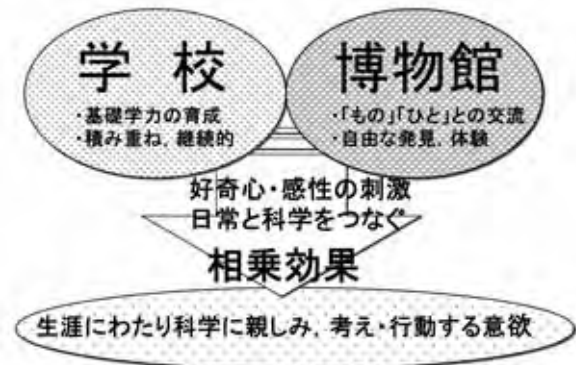 学 校
・基礎学力の育成
・積み重ね, 継続的
博物館
・「もの」「ひと」との交流
・自由な発見, 体験
好奇心・感性の刺激
日常と科学をつなぐ
相乗効果
生涯にわたり科学に親しみ, 考え・行動する意欲